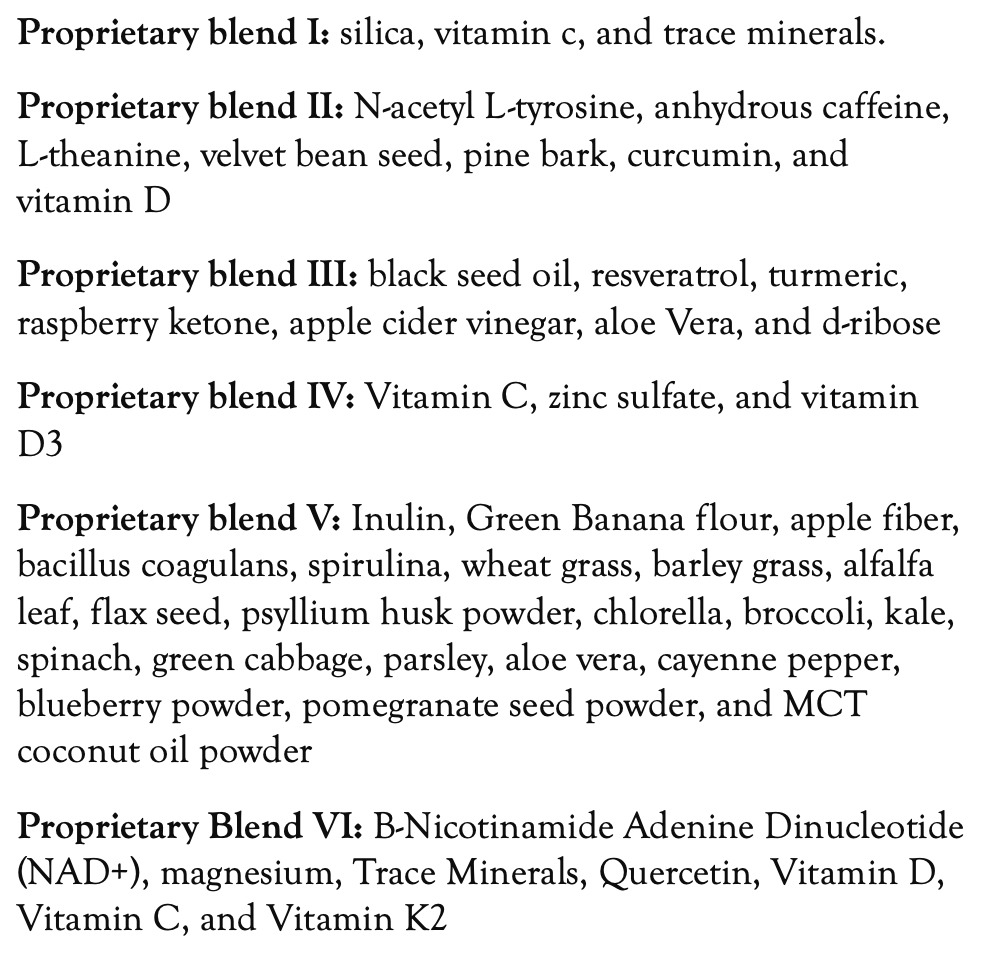 Proprietary blend I: silica, vitamin c, and trace minerals.
Proprietary blend II: N-acetyl L-tyrosine, anhydrous caffeine,
L-theanine, velvet bean seed, pine bark, curcumin, and
vitamin D
Proprietary blend III: black seed oil, resveratrol, turmeric,
raspberry ketone, apple cider vinegar, aloe Vera, and d-ribose
Proprietary blend IV: Vitamin C, zinc sulfate, and vitamin
D3
Proprietary blend V: Inulin, Green Banana flour, apple fiber,
bacillus coagulans, spirulina, wheat grass, barley grass, alfalfa
leaf, flax seed, psyllium husk powder, chlorella, broccoli, kale,
spinach, green cabbage, parsley, aloe vera, cayenne pepper,
blueberry powder, pomegranate seed powder, and MCT
coconut oil powder
Proprietary Blend VI: B-Nicotinamide Adenine Dinucleotide
(NAD+), magnesium, Trace Minerals, Quercetin, Vitamin D,
Vitamin C, and Vitamin K2